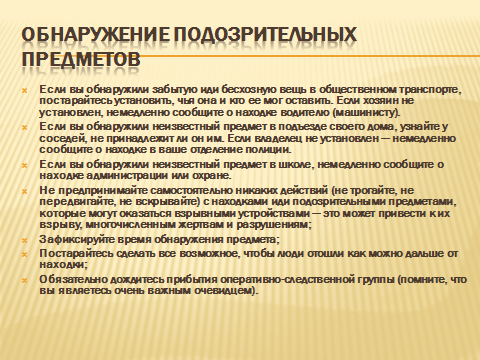 ОБНАРУЖЕНИЕ ПОДОЗРИТЕЛЬНЫХ
ПРЕДМЕТОВ
Если вы обнаружили забытую иди бесхозную вещь в общественном транспорте,
постарайтесь установить, чья она и кто ее мог оставить. Если хозяин не
установлен, немедленно сообщите о находке водителю (машинисту).
Если вы обнаружили неизвестный предмет в подъезде своего дома, узнайте у
соседей, не принадлежит ли он им. Если владелец не установлен — немедленно
сообщите о находке в ваше отделение полиции.
Если вы обнаружили неизвестный предмет в школе, немедленно сообщите о
находке администрации или охране.
Не предпринимайте самостоятельно никаких действий (не трогайте, не
передвигайте, не вскрывайте) с находками иди подозрительными предметами,
которые могут оказаться взрывными устройствами — это может привести к их
взрыву, многочисленным жертвам и разрушениям;
Зафиксируйте время обнаружения предмета;
Постарайтесь сделать все возможное, чтобы люди отошли как можно дальше от
находки;
Обязательно дождитесь прибытия оперативно-следственной группы (помните, что
вы являетесь очень важным очевидцем).